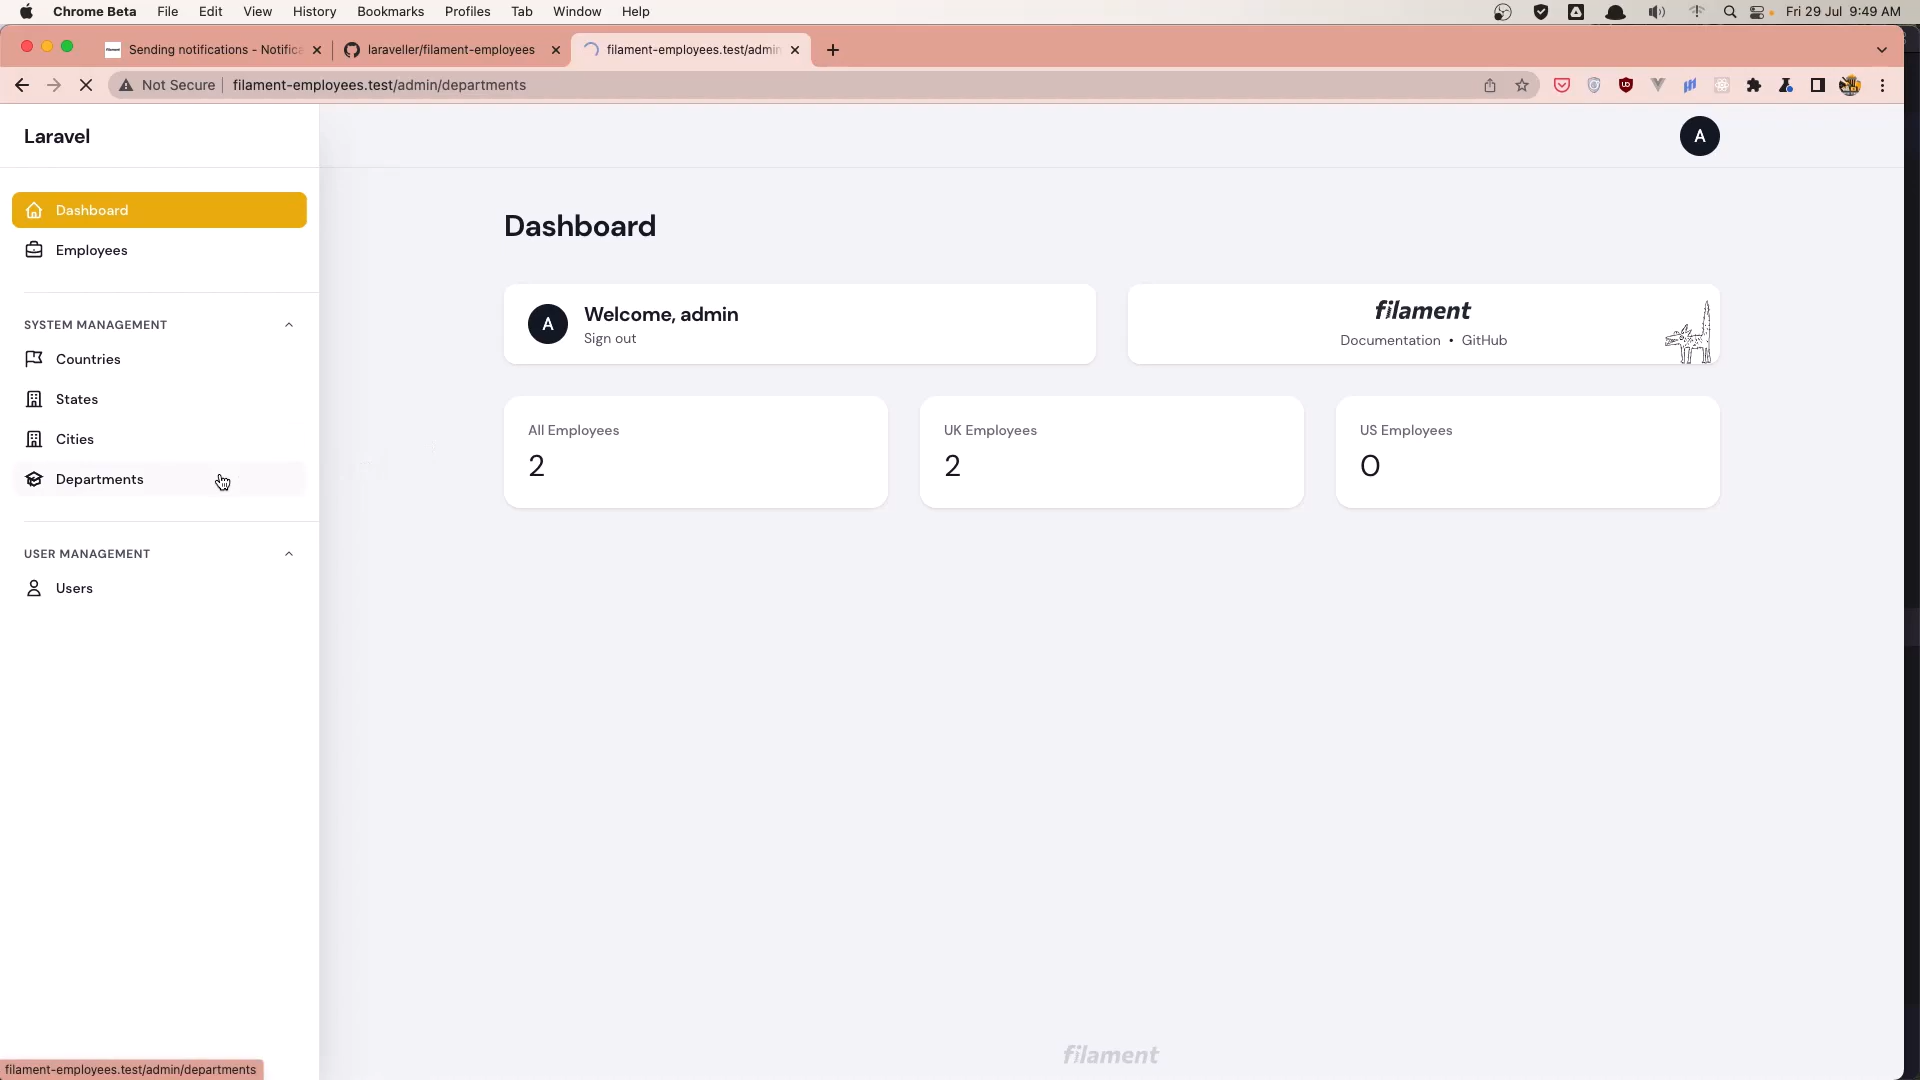 Chrome Beta File Edit View History Bookmarks Profiles Tab Window Help Fri 29 Jul 9:49 AM
Sending notifications - Notifica laraveller/filament-employees filament-employees.test/admin
Not Secure filament-employees.test/admin/departments
Laravel
A
Dashboard
Employees
SYSTEM MANAGEMENT
Countries
States
Cities
Departments
USER MANAGEMENT
Users
Dashboard
A
Welcome, admin
Sign out
filament
Documentation • GitHub
All Employees
2
UK Employees
2
US Employees
0
filament
filament-employees.test/admin/departments